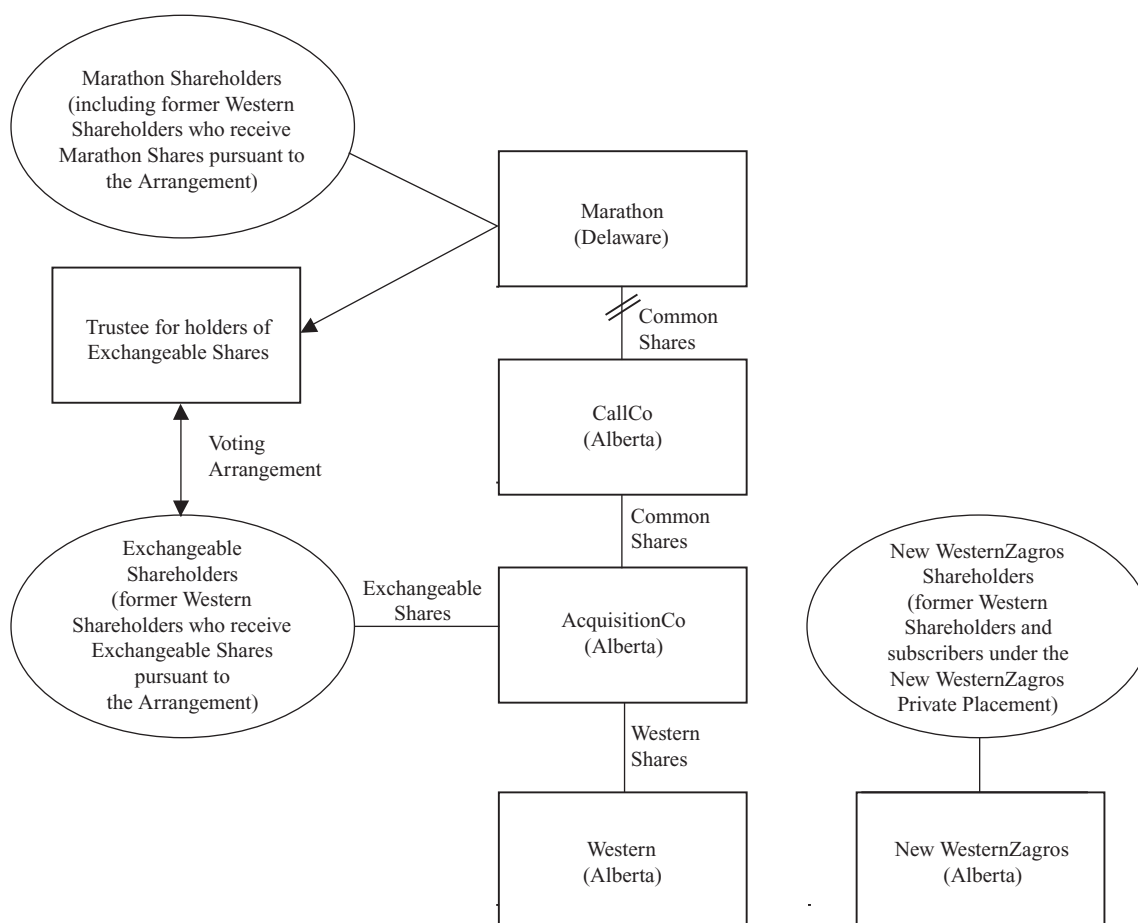 Marathon Shareholders
(including former Western
Shareholders who receive
Marathon Shares pursuant to
the Arrangement)
Marathon
(Delaware)
Trustee for holders of
Exchangeable Shares
Common
Shares
CallCo
(Alberta)
Voting
Arrangement
Common
Shares
Exchangeable
Shareholders
(former Western
Shareholders who receive
Exchangeable Shares
pursuant to
the Arrangement)
Exchangeable
Shares
AcquisitionCo
(Alberta)
New WesternZagros
Shareholders
(former Western
Shareholders and
subscribers under the
New WesternZagros
Private Placement)
Western
Shares
Western
(Alberta)
New WesternZagros
(Alberta)